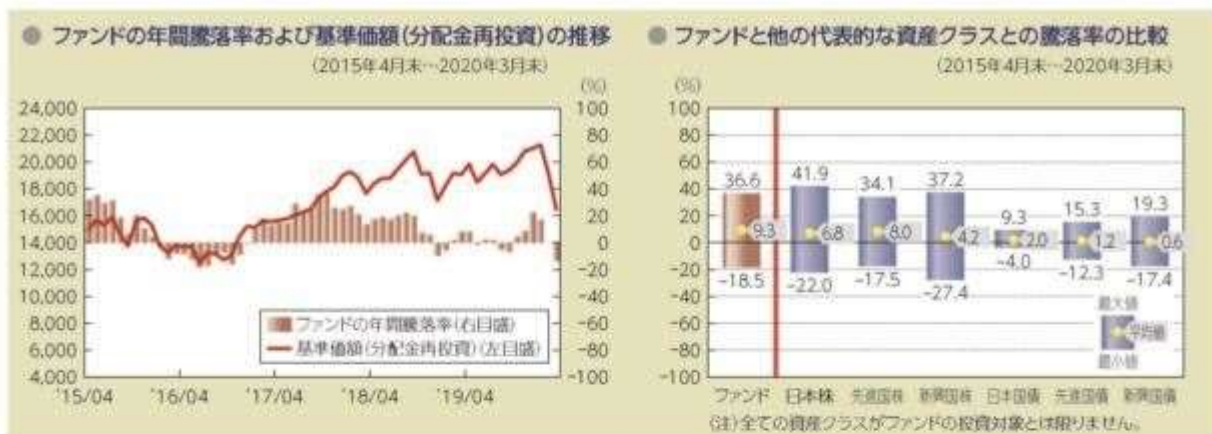 ● ファンドの年間騰落率および基準価額(分配金再投資)の推移
(2015年4月末…2020年3月末)
(%)
24,000
22,000
20,000
18,000
16,000
14,000
12,000
10,000
8,000
6,000
4,000
100
80
60
40
20
0
-20
-40
-60
-80
-100
ファンドの年間騰落率(右目盛)
基準価額(分配金再投資)(左目盛)
'15/04 '16/04 '17/04 '18/04 '19/04
● ファンドと他の代表的な資産クラスとの騰落率の比較
(2015年4月末…2020年3月末)
(%)
100
80
60
40
20
0
-20
-40
-60
-80
-100
36.6 41.9 34.1 37.2 9.3 15.3 19.3
9.3 6.8 8.0 4.2 2.0 1.2 0.6
-18.5 -22.0 -17.5 -27.4 -4.0 -12.3 -17.4
最大値
平均値
最小値
ファンド 日本株 先進国株 新興国株 日本国債 先進国債 新興国債
(注)全ての資産クラスがファンドの投資対象とは限りません。